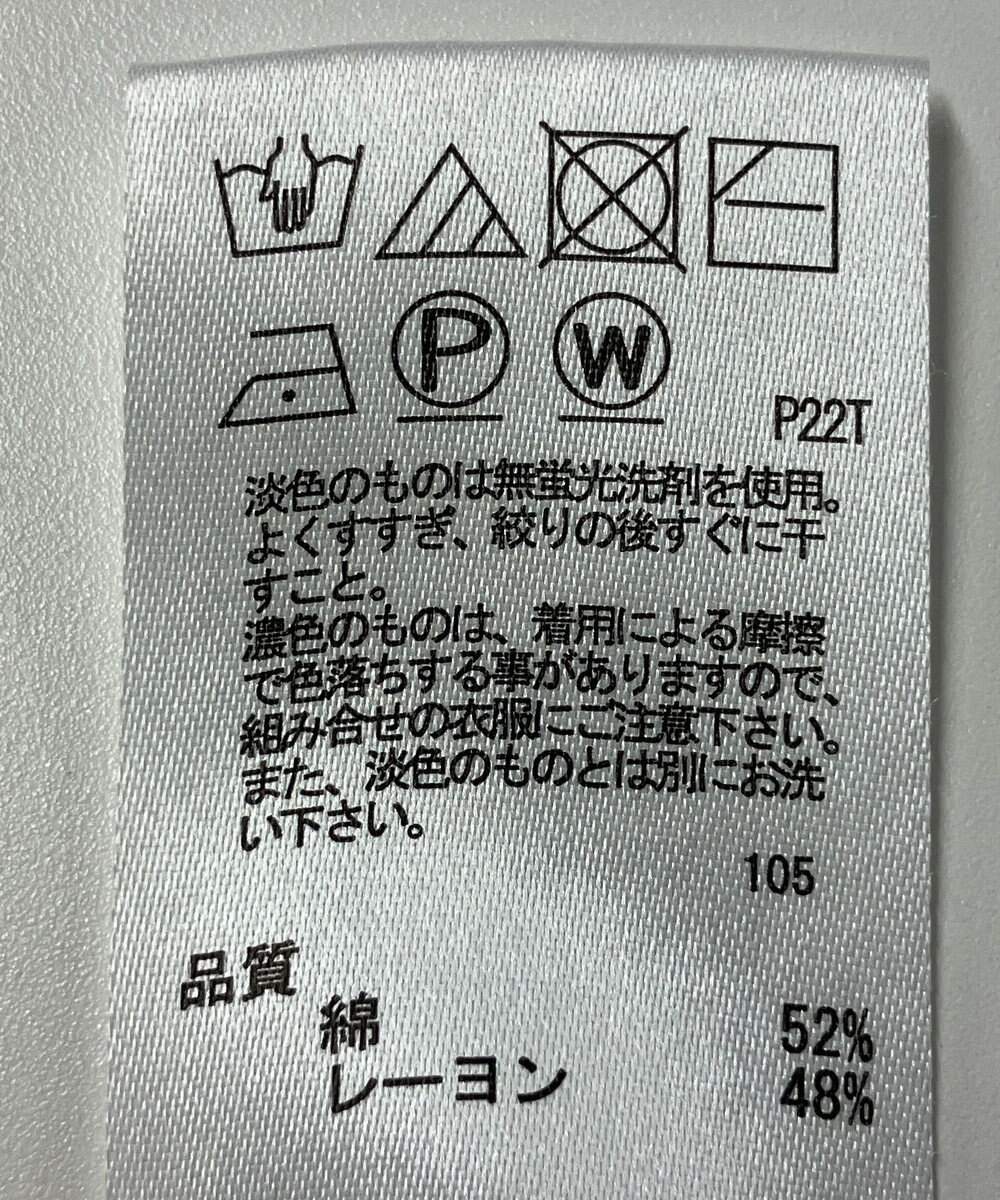 P
W
P22T
淡色のものは無蛍光洗剤を使用。
よくすすぎ、絞りの後すぐに干
すこと。
濃色のものは、着用による摩擦
で色落ちする事がありますので、
組み合せの衣服にご注意下さい。
また、淡色のものとは別にお洗
い下さい。
105
品質
綿 52%
レーヨン 48%